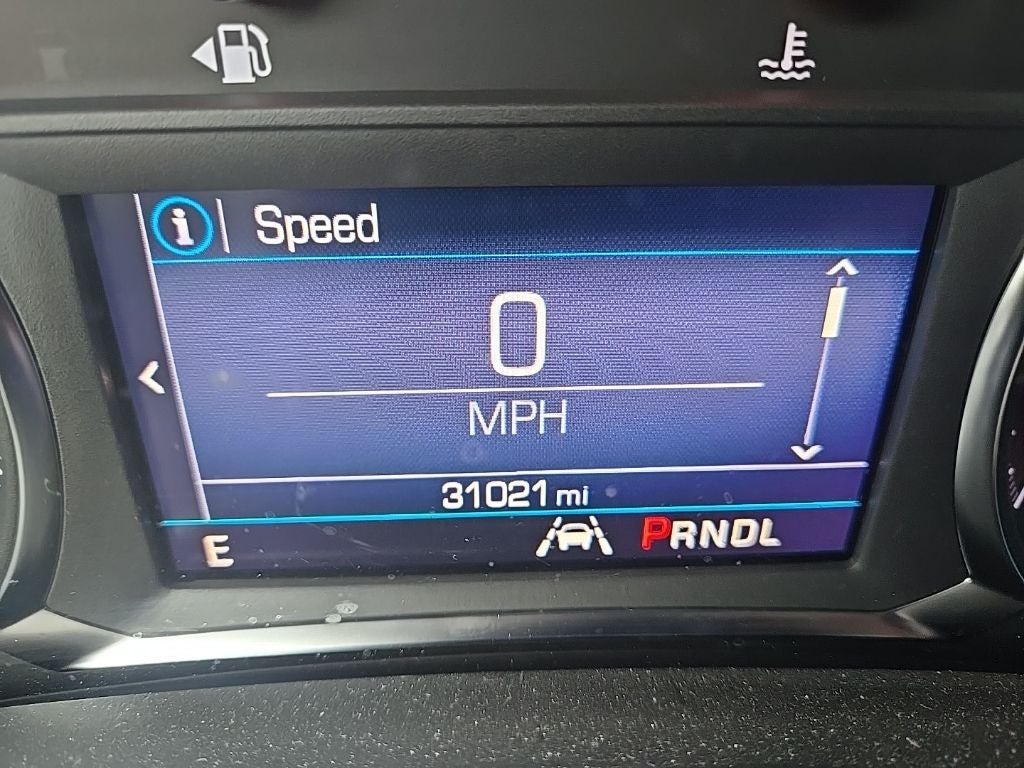 Speed
0
MPH
31021 mi
E PRNDL